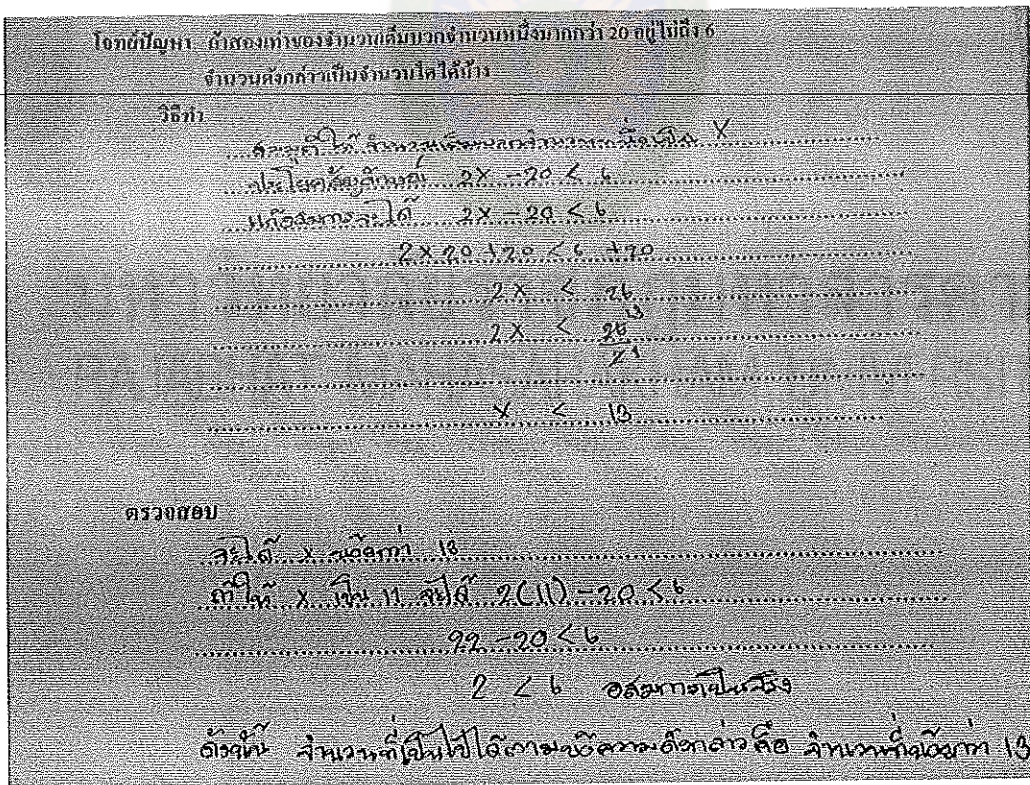 โจทย์ปัญหา ถ้าสองเท่าของจำนวนเต็มบวกจำนวนหนึ่งมากกว่า 20 อยู่ไม่ถึง 6
จำนวนดังกล่าวเป็นจำนวนใดได้บ้าง
วิธีทำ
สมมุติให้ จำนวนเต็มบวกจำนวนหนึ่งเป็น X
ประโยคสัญลักษณ์ 2X - 20 < 6
แก้อสมการจะได้ 2X - 20 < 6
2X 20 + 20 < 6 + 20
2X < 26
2X < 26 13
2 1
X < 13
ตรวจสอบ
จะได้ X น้อยกว่า 13
ถ้าให้ X เป็น 11 จะได้ 2(11) - 20 < 6
22 - 20 < 6
2 < 6 อสมการเป็นจริง
ดังนั้น จำนวนที่เป็นไปได้ตามข้อความดังกล่าว คือ จำนวนที่น้อยกว่า 13